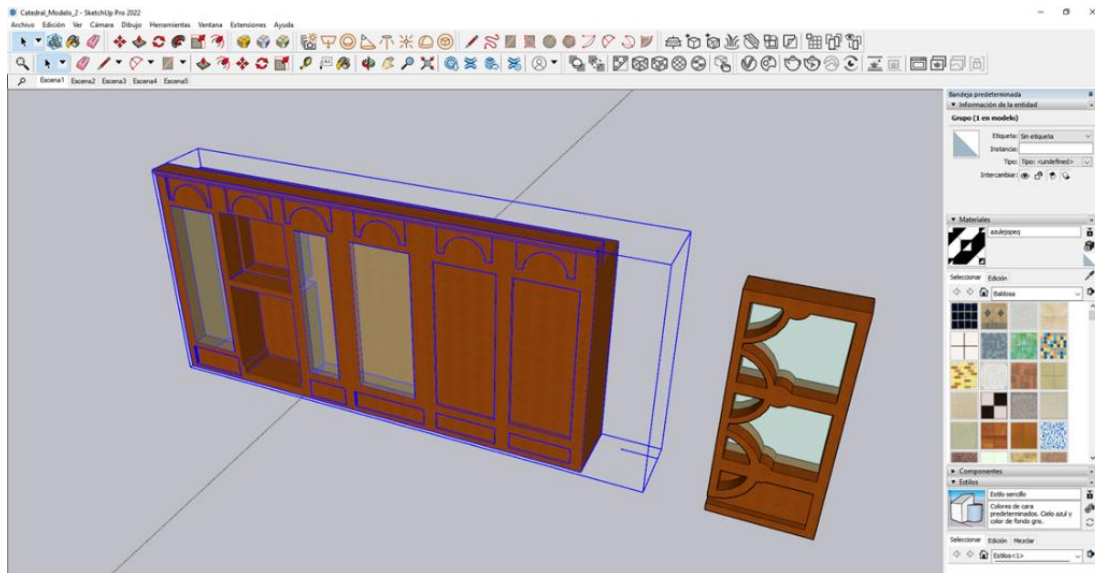 Catedral_Modelo_2 - SketchUp Pro 2022
Archivo Edición Ver Cámara Dibujo Herramientas Ventana Extensiones Ayuda
Escena1 Escena2 Escena3 Escena4 Escena5
Bandeja predeterminada
Información de la entidad
Grupo (1 en modelo)
Etiqueta: Sin etiqueta
Instancia:
Tipo: Tipo: <undefined>
Intercambiar:
Materiales
azulejopeq
Seleccionar Edición
Baldosa
Componentes
Estilos
Estilo sencillo
Colores de cara
predeterminados. Cielo azul y
color de fondo gris.
Seleccionar Edición Mezclar
Estilos<1>